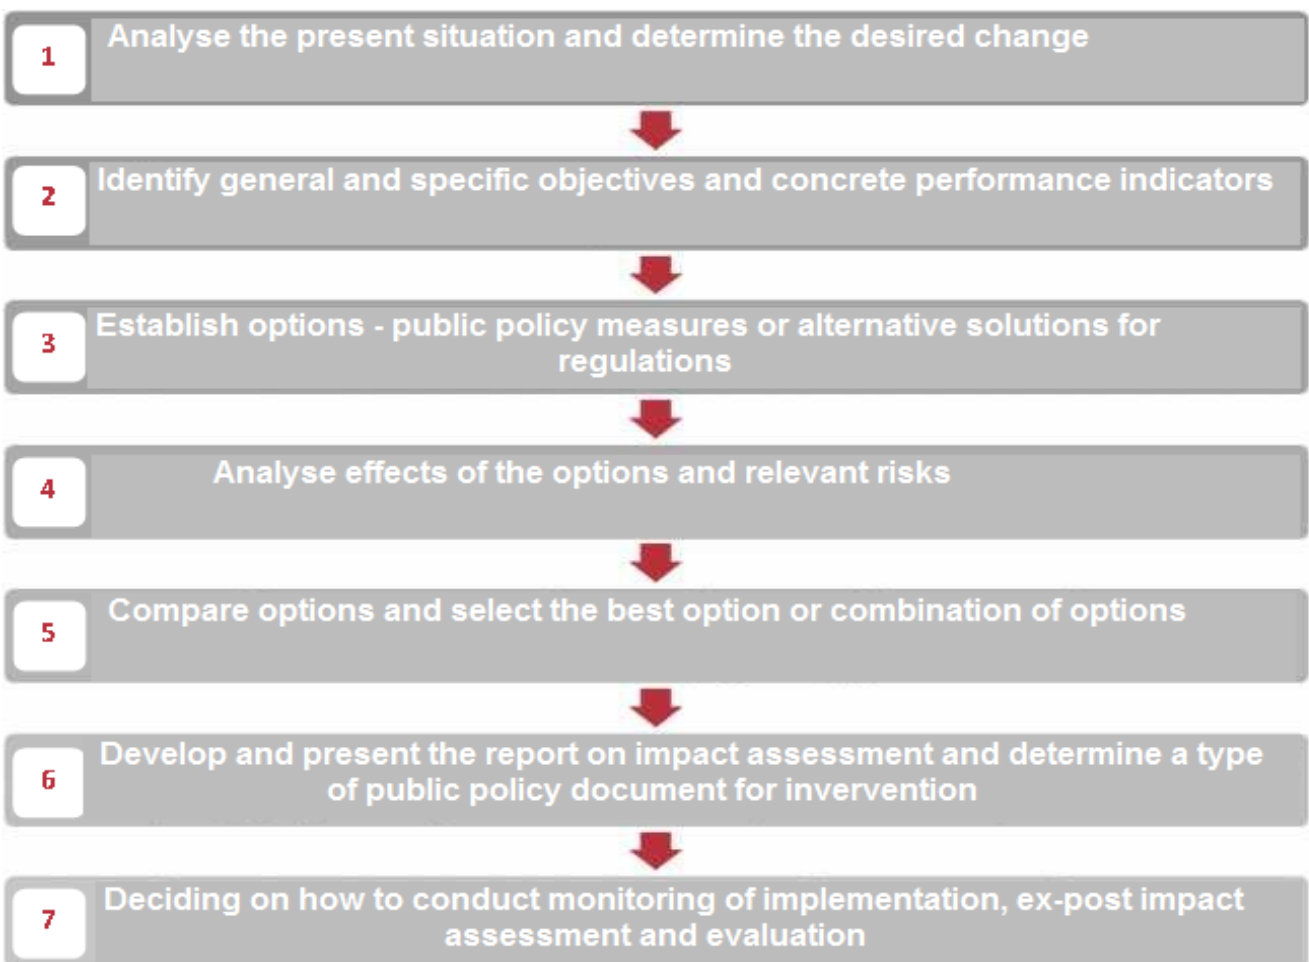 1
Analyse the present situation and determine the desired change
2
Identify general and specific objectives and concrete performance indicators
3
Establish options - public policy measures or alternative solutions for
regulations
4
Analyse effects of the options and relevant risks
5
Compare options and select the best option or combination of options
6
Develop and present the report on impact assessment and determine a type
of public policy document for invervention
7
Deciding on how to conduct monitoring of implementation, ex-post impact
assessment and evaluation